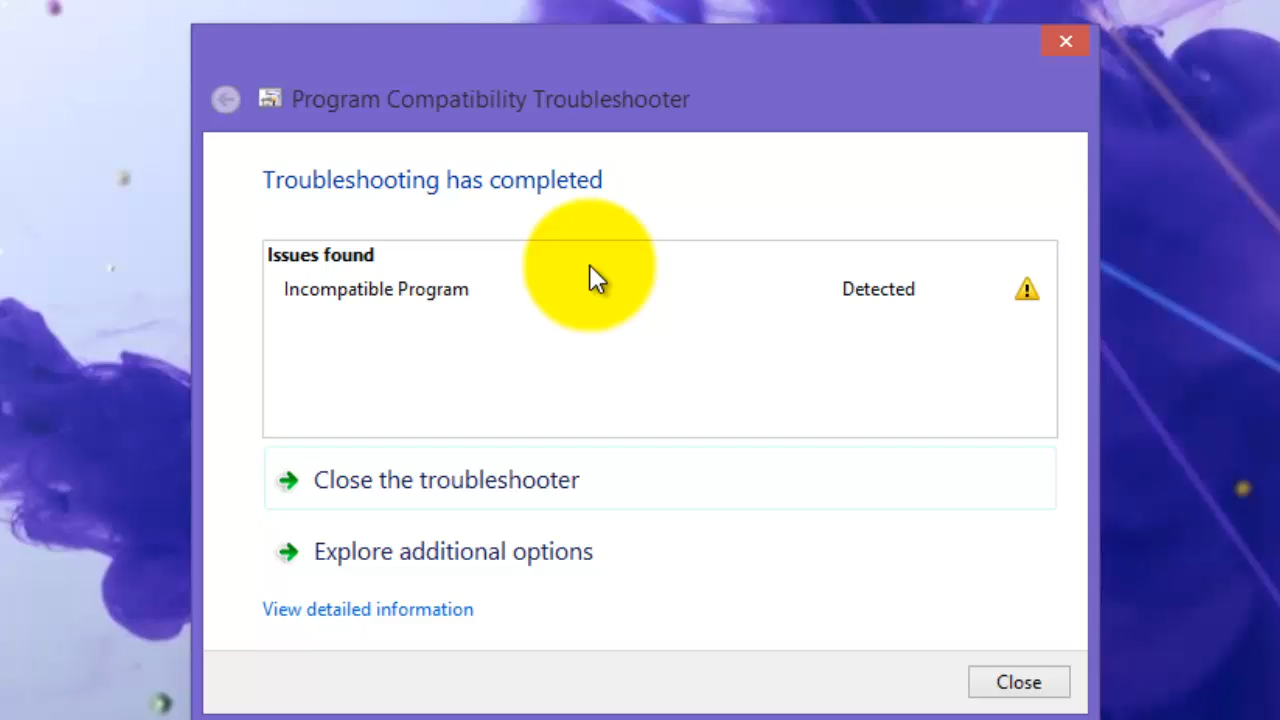 Program Compatibility Troubleshooter
Troubleshooting has completed
Issues found
Incompatible Program Detected
Close the troubleshooter
Explore additional options
View detailed information
Close